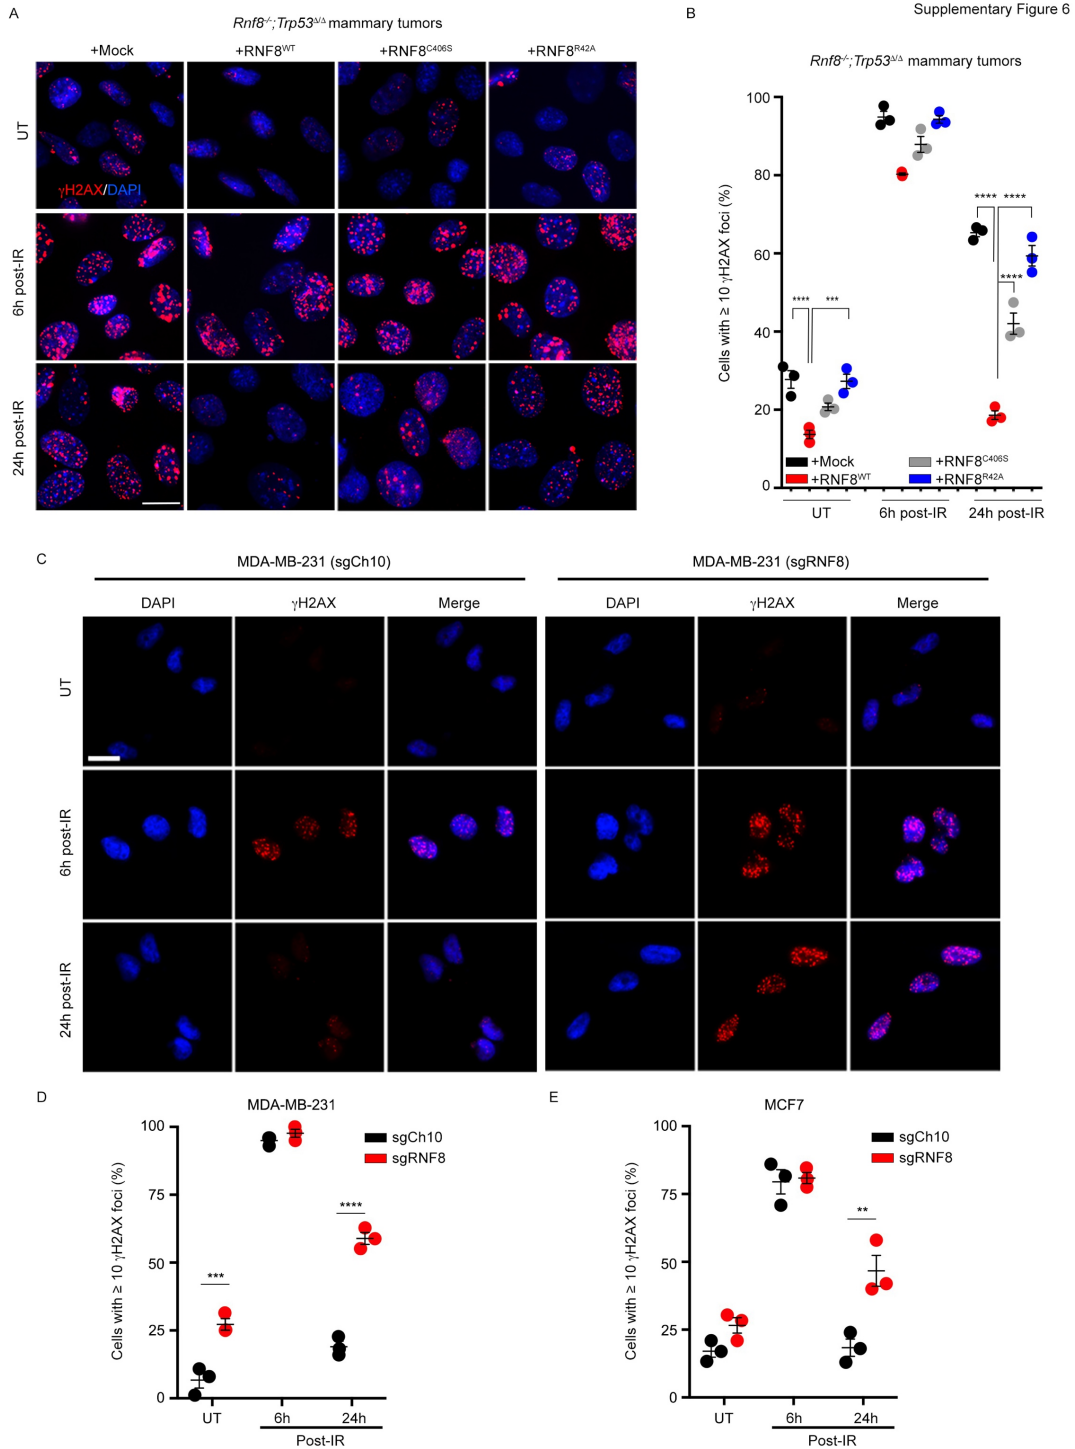 Supplementary Figure 6
A
Rnf8-/-;Trp53Δ/Δ mammary tumors
+Mock
+RNF8WT
+RNF8C406S
+RNF8R42A
UT
γH2AX/DAPI
6h post-IR
24h post-IR
B
Rnf8-/-;Trp53Δ/Δ mammary tumors
Cells with ≥ 10 γH2AX foci (%)
100
80
60
40
20
0
**** ***
**** ****
****
+Mock
+RNF8WT
+RNF8C406S
+RNF8R42A
UT
6h post-IR
24h post-IR
C
MDA-MB-231 (sgCh10)
MDA-MB-231 (sgRNF8)
DAPI
γH2AX
Merge
DAPI
γH2AX
Merge
UT
6h post-IR
24h post-IR
D
MDA-MB-231
Cells with ≥ 10 γH2AX foci (%)
100
75
50
25
0
sgCh10
sgRNF8
***
****
UT
6h
24h
Post-IR
E
MCF7
Cells with ≥ 10 γH2AX foci (%)
100
75
50
25
0
sgCh10
sgRNF8
**
UT
6h
24h
Post-IR